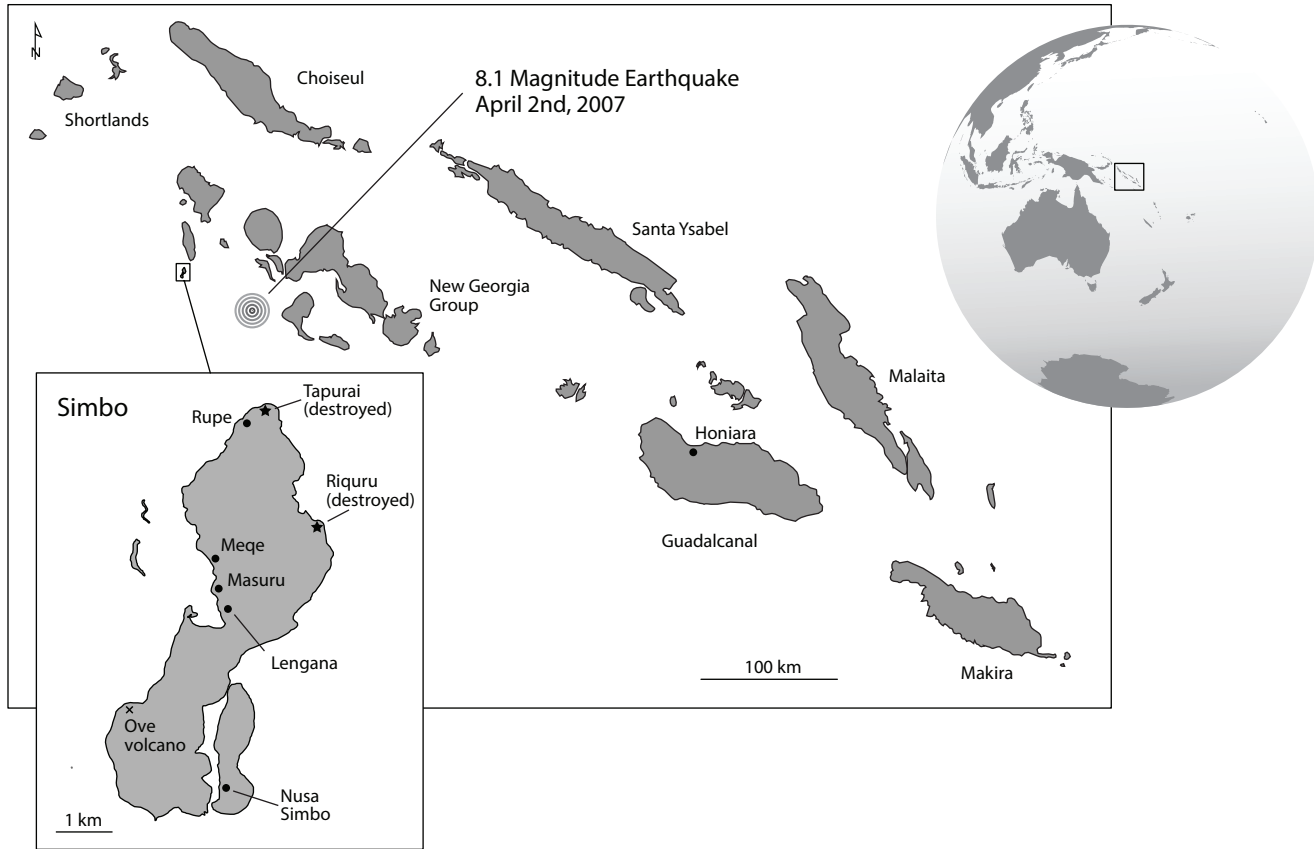 N
Choiseul
8.1 Magnitude Earthquake
April 2nd, 2007
Shortlands
Santa Ysabel
New Georgia
Group
Malaita
Honiara
Guadalcanal
Makira
100 km
Simbo
Tapurai
(destroyed)
Rupe
Riquru
(destroyed)
Meqe
Masuru
Lengana
Ove
volcano
Nusa
Simbo
1 km